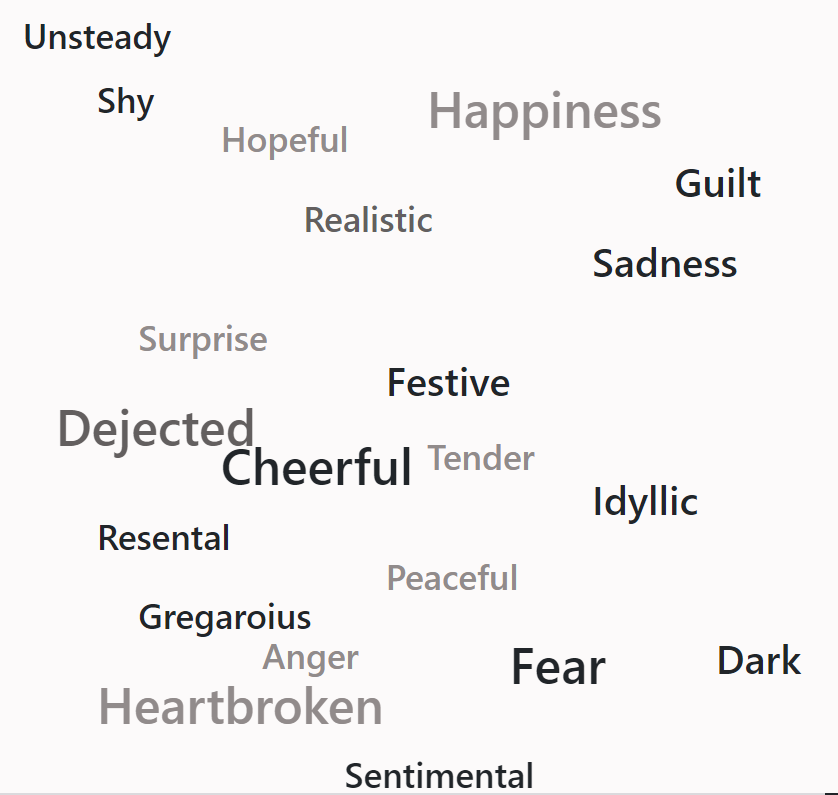 Unsteady
Shy
Happiness
Hopeful
Guilt
Realistic
Sadness
Surprise
Festive
Dejected
Cheerful
Tender
Idyllic
Resental
Peaceful
Gregaroius
Anger
Fear
Dark
Heartbroken
Sentimental